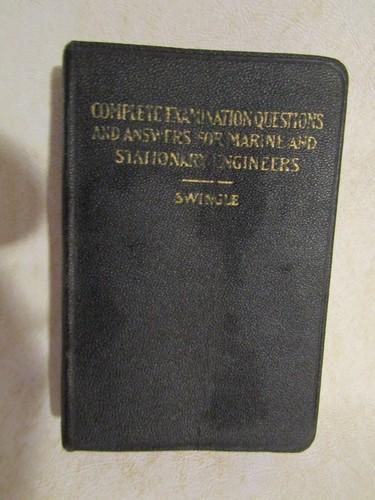 COMPLETE EXAMINATION QUESTIONS
AND ANSWERS FOR MARINE AND
STATIONARY ENGINEERS
SWINGLE